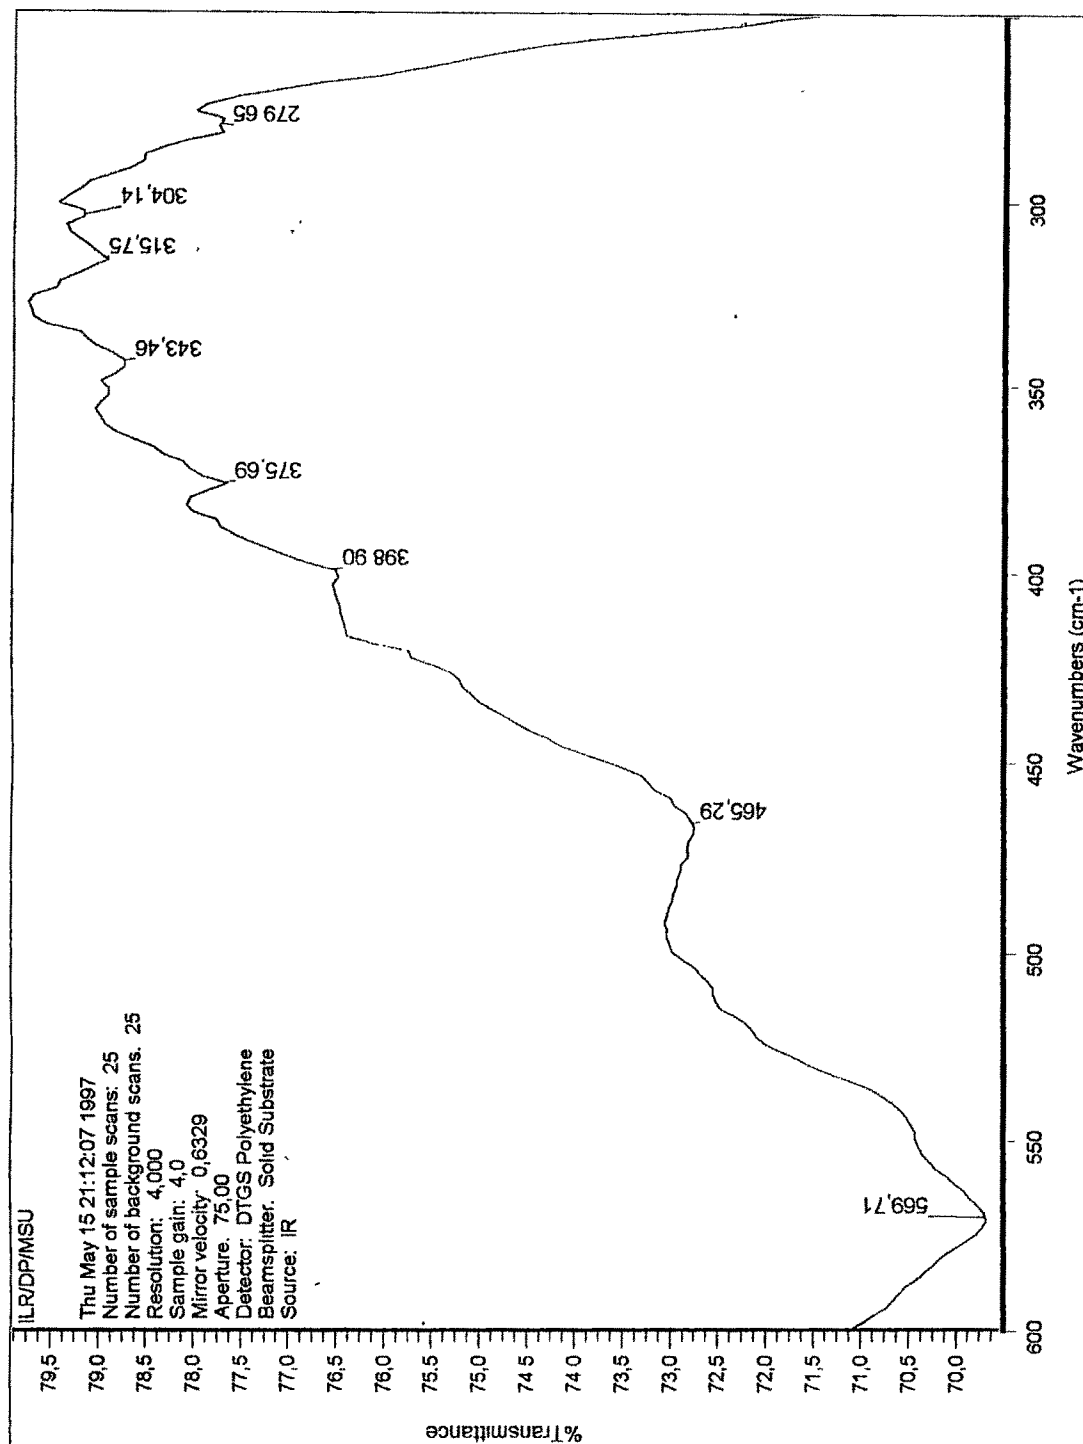 ILR/DP/MSU
Thu May 15 21:12:07 1997
Number of sample scans: 25
Number of background scans. 25
Resolution: 4,000
Sample gain: 4,0
Mirror velocity: 0,6329
Aperture. 75,00
Detector: DTGS Polyethylene
Beamsplitter. Solid Substrate
Source: IR
%Transmittance
79,5
79,0
78,5
78,0
77,5
77,0
76,5
76,0
75,5
75,0
74,5
74,0
73,5
73,0
72,5
72,0
71,5
71,0
70,5
70,0
569,71
465,29
398 90
375,69
343,46
315,75
304,14
279 65
600
550
500
450
400
350
300
Wavenumbers (cm-1)